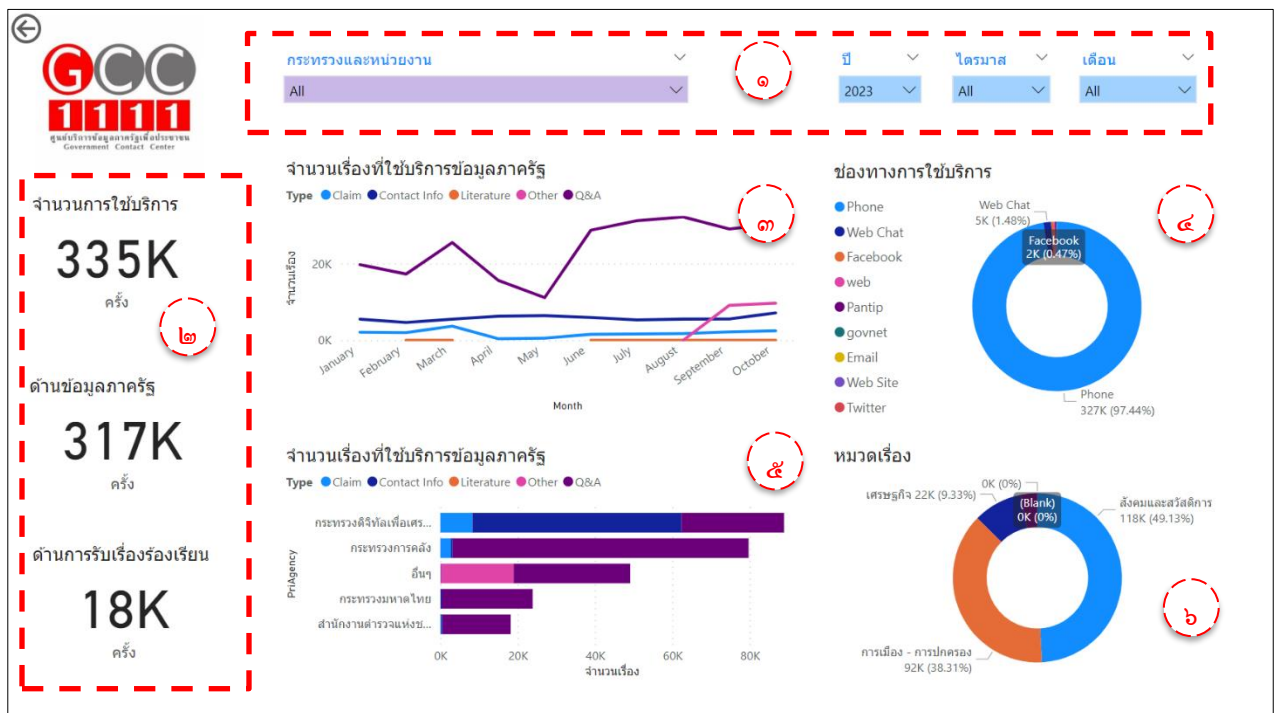 GCC
1111
ศูนย์บริการข้อมูลภาครัฐเพื่อประชาชน
Government Contact Center
กระทรวงและหน่วยงาน
All
๑
ปี
2023
ไตรมาส
All
เดือน
All
จำนวนการใช้บริการ
335K
ครั้ง
๒
ด้านข้อมูลภาครัฐ
317K
ครั้ง
ด้านการรับเรื่องร้องเรียน
18K
ครั้ง
จำนวนเรื่องที่ใช้บริการข้อมูลภาครัฐ
Type Claim Contact Info Literature Other Q&A
๓
20K
0K
จำนวนเรื่อง
January February March April May June July August September October
Month
ช่องทางการใช้บริการ
Phone
Web Chat
Facebook
web
Pantip
govnet
Email
Web Site
Twitter
Web Chat
5K (1.48%)
Facebook
2K (0.47%)
Phone
327K (97.44%)
๔
จำนวนเรื่องที่ใช้บริการข้อมูลภาครัฐ
Type Claim Contact Info Literature Other Q&A
๕
PriAgency
กระทรวงดิจิทัลเพื่อเศร...
กระทรวงการคลัง
อื่นๆ
กระทรวงมหาดไทย
สำนักงานตำรวจแห่งช...
0K 20K 40K 60K 80K
จำนวนเรื่อง
หมวดเรื่อง
0K (0%)
(Blank)
0K (0%)
เศรษฐกิจ 22K (9.33%)
สังคมและสวัสดิการ
118K (49.13%)
การเมือง - การปกครอง
92K (38.31%)
๖